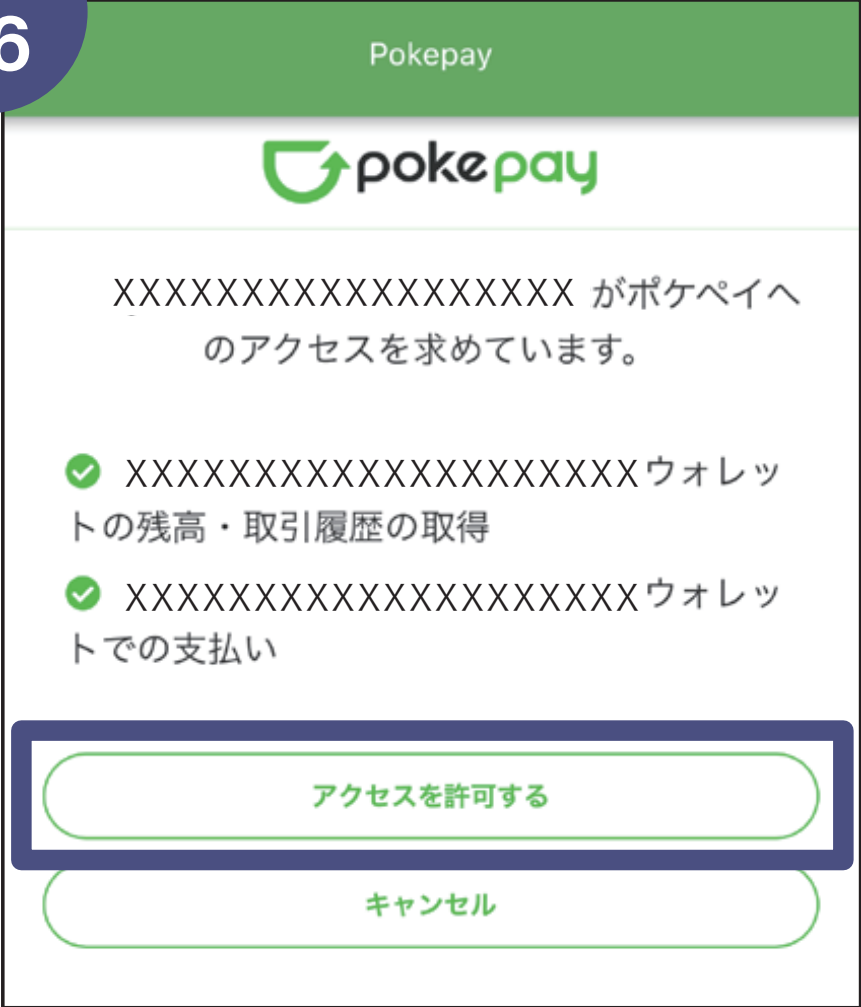 6
Pokepay
pokepay
XXXXXXXXXXXXXXXXXX がポケペイへ
のアクセスを求めています。
XXXXXXXXXXXXXXXXXXXXウォレッ
トの残高・取引履歴の取得
XXXXXXXXXXXXXXXXXXXXウォレッ
トでの支払い
アクセスを許可する
キャンセル